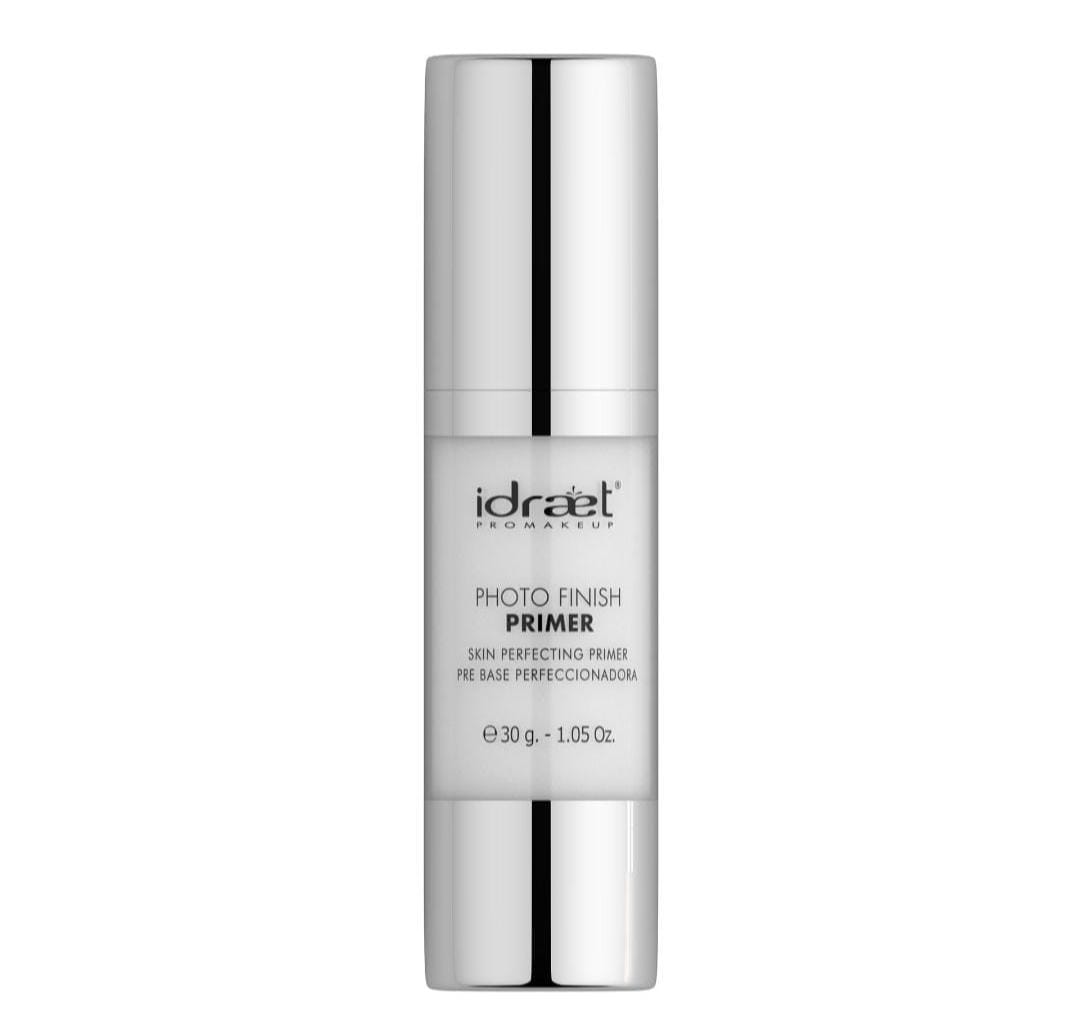 idraet®
PROMAKEUP
PHOTO FINISH
PRIMER
SKIN PERFECTING PRIMER
PRE BASE PERFECCIONADORA
℮ 30 g. - 1.05 Oz.